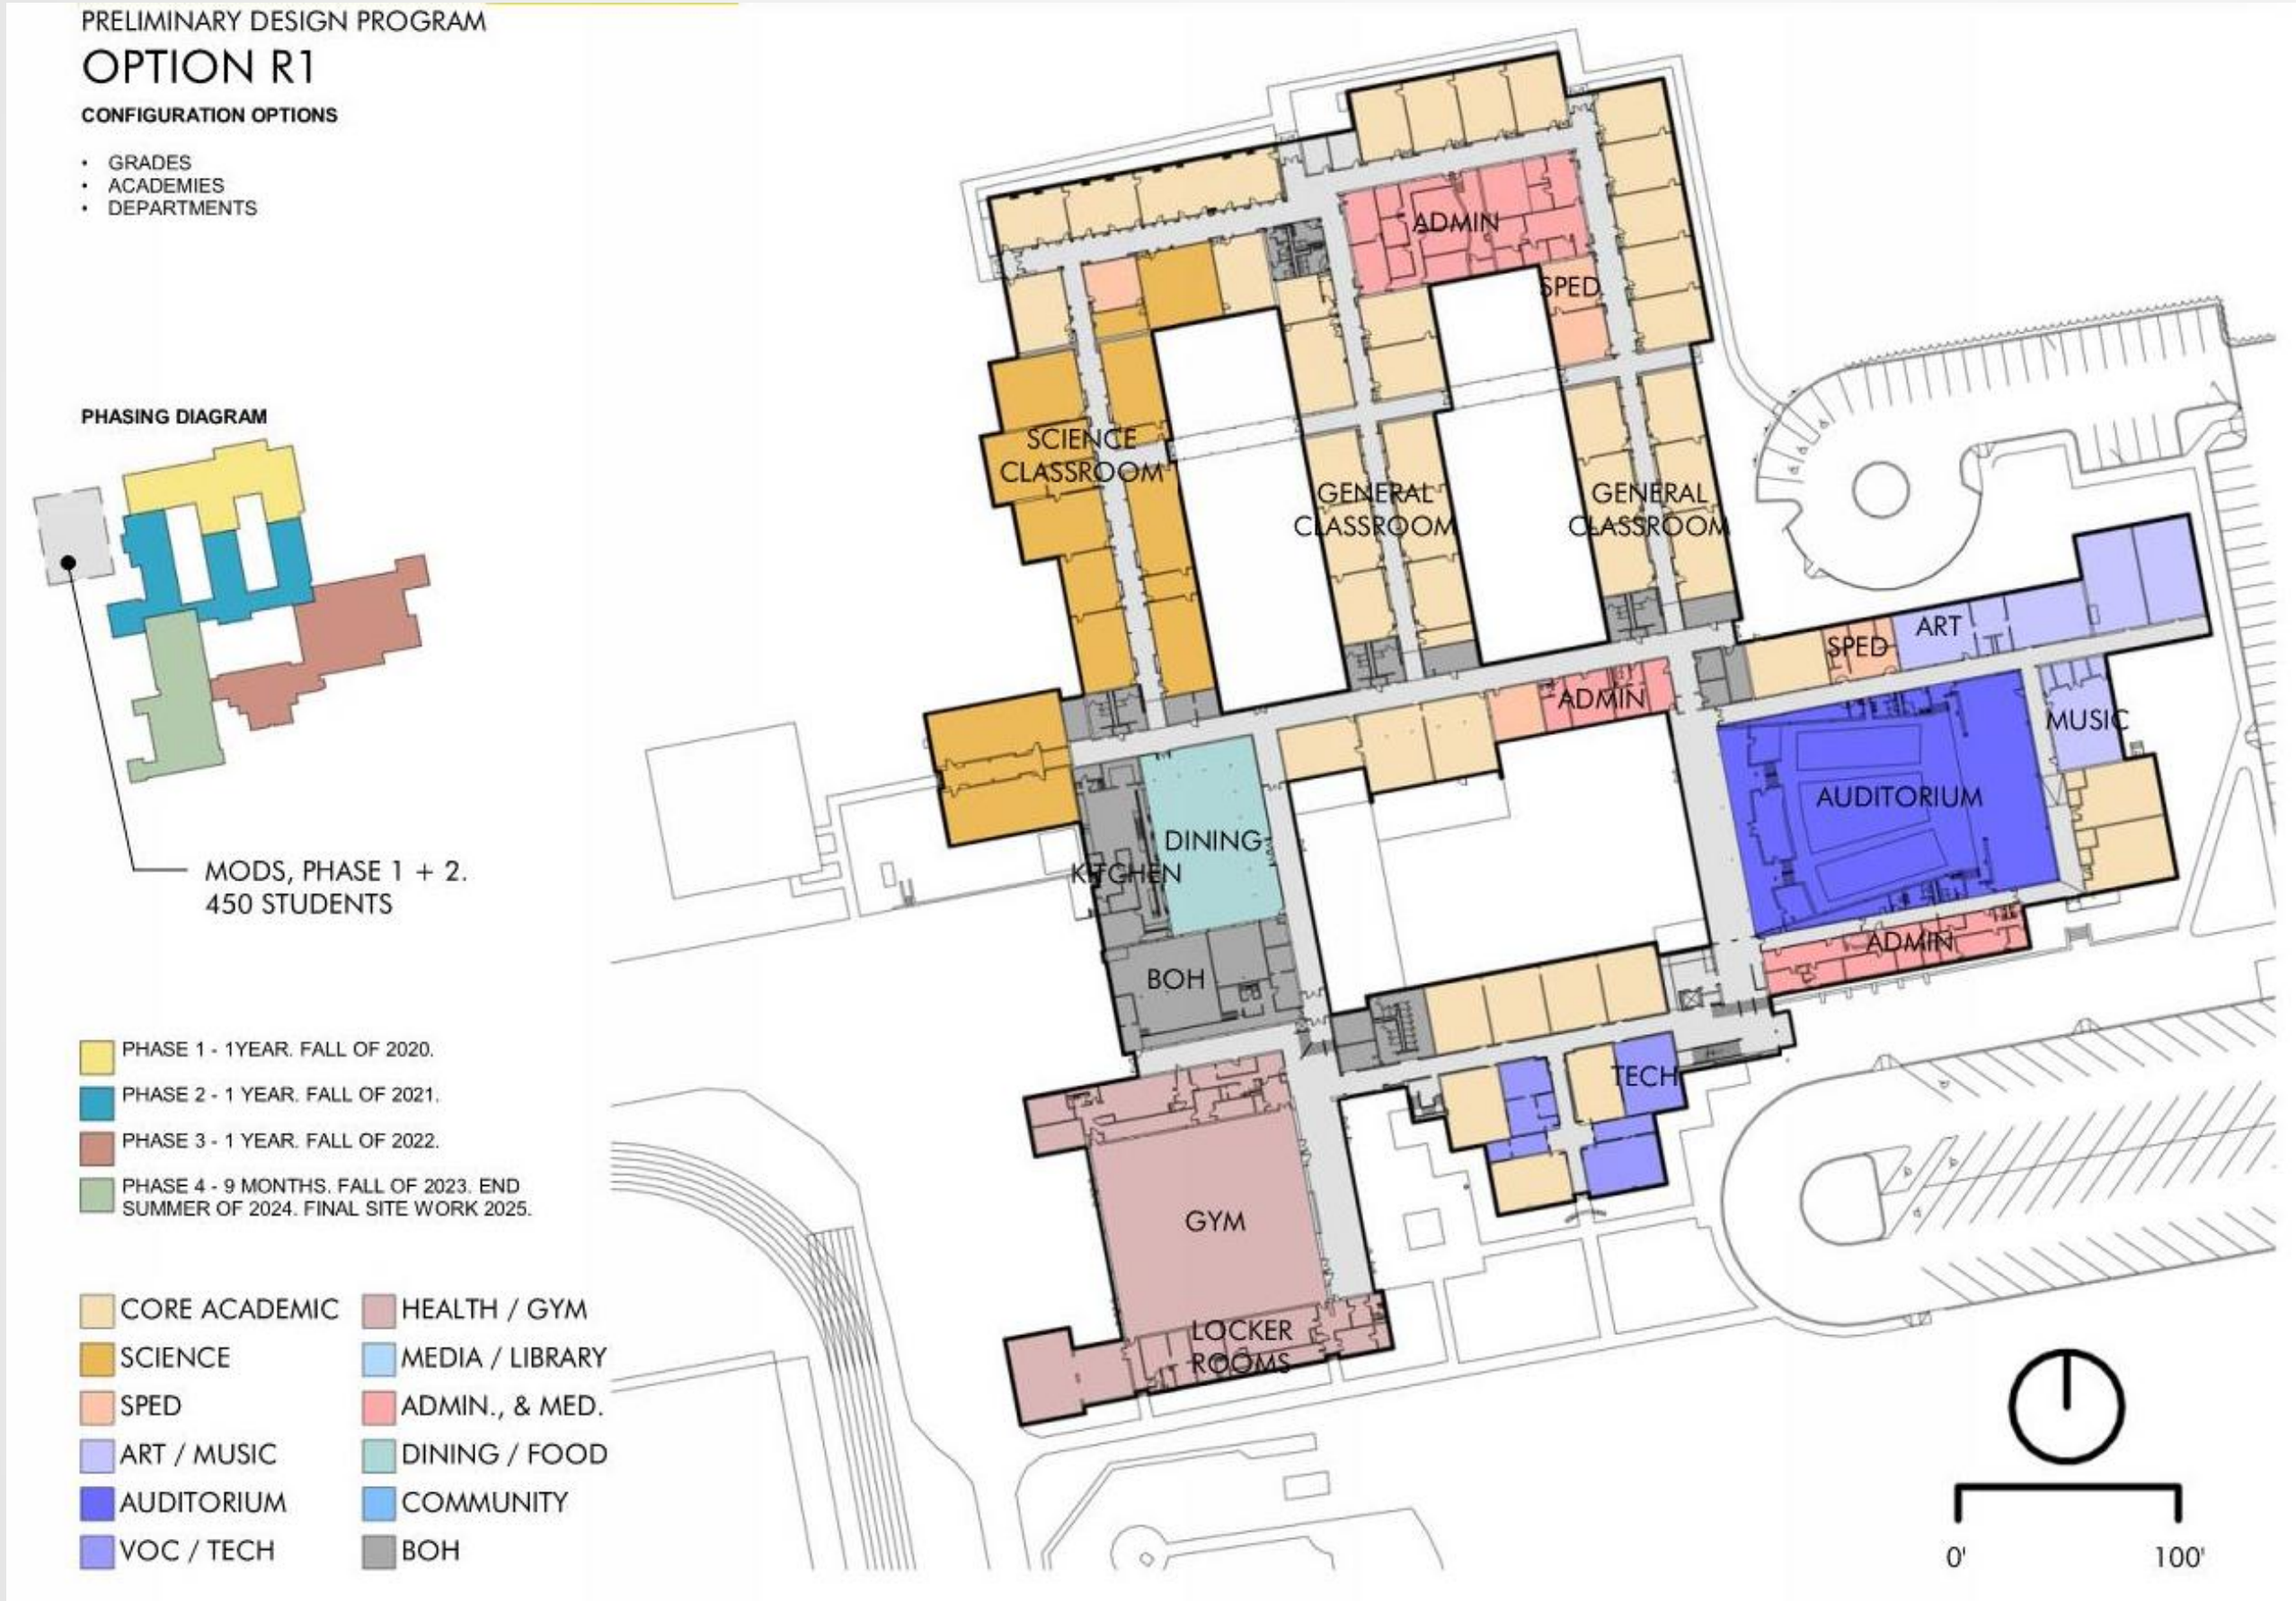 PRELIMINARY DESIGN PROGRAM
OPTION R1
CONFIGURATION OPTIONS
• GRADES
• ACADEMIES
• DEPARTMENTS
PHASING DIAGRAM
MODS, PHASE 1 + 2.
450 STUDENTS
PHASE 1 - 1YEAR. FALL OF 2020.
PHASE 2 - 1 YEAR. FALL OF 2021.
PHASE 3 - 1 YEAR. FALL OF 2022.
PHASE 4 - 9 MONTHS. FALL OF 2023. END
SUMMER OF 2024. FINAL SITE WORK 2025.
CORE ACADEMIC
SCIENCE
SPED
ART / MUSIC
AUDITORIUM
VOC / TECH
HEALTH / GYM
MEDIA / LIBRARY
ADMIN., & MED.
DINING / FOOD
COMMUNITY
BOH
ADMIN
SPED
SCIENCE
CLASSROOM
GENERAL
CLASSROOM
GENERAL
CLASSROOM
ART
SPED
ADMIN
MUSIC
AUDITORIUM
DINING
KITCHEN
ADMIN
BOH
TECH
GYM
LOCKER
ROOMS
0' 100'